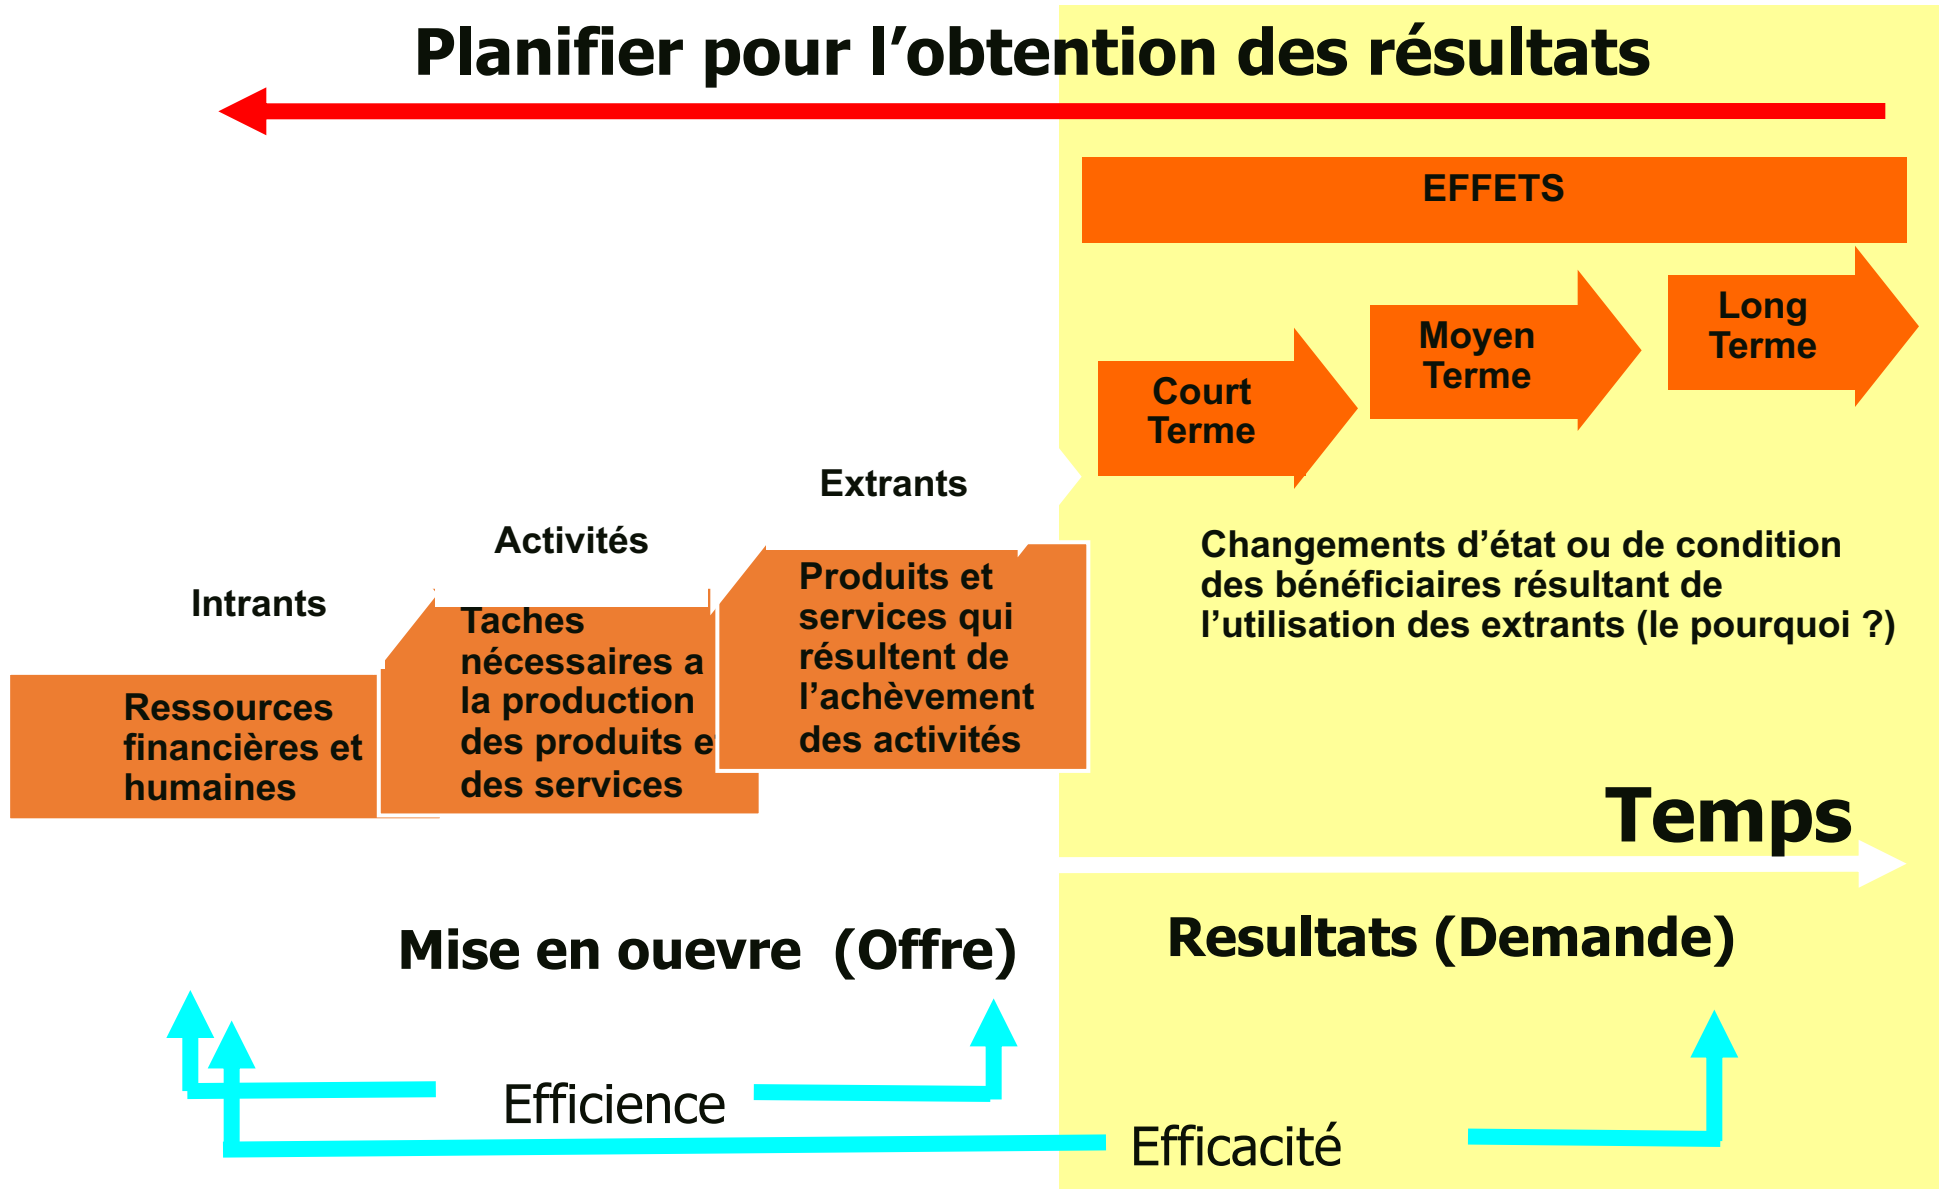 Planifier pour l’obtention des résultats
EFFETS
Long
Terme
Moyen
Terme
Court
Terme
Extrants
Activités
Intrants
Changements d’état ou de condition
des bénéficiaires résultant de
l’utilisation des extrants (le pourquoi ?)
Produits et
services qui
résultent de
l’achèvement
des activités
Taches
nécessaires a
la production
des produits et
des services
Ressources
financières et
humaines
Temps
Mise en ouevre (Offre)
Resultats (Demande)
Efficience
Efficacité